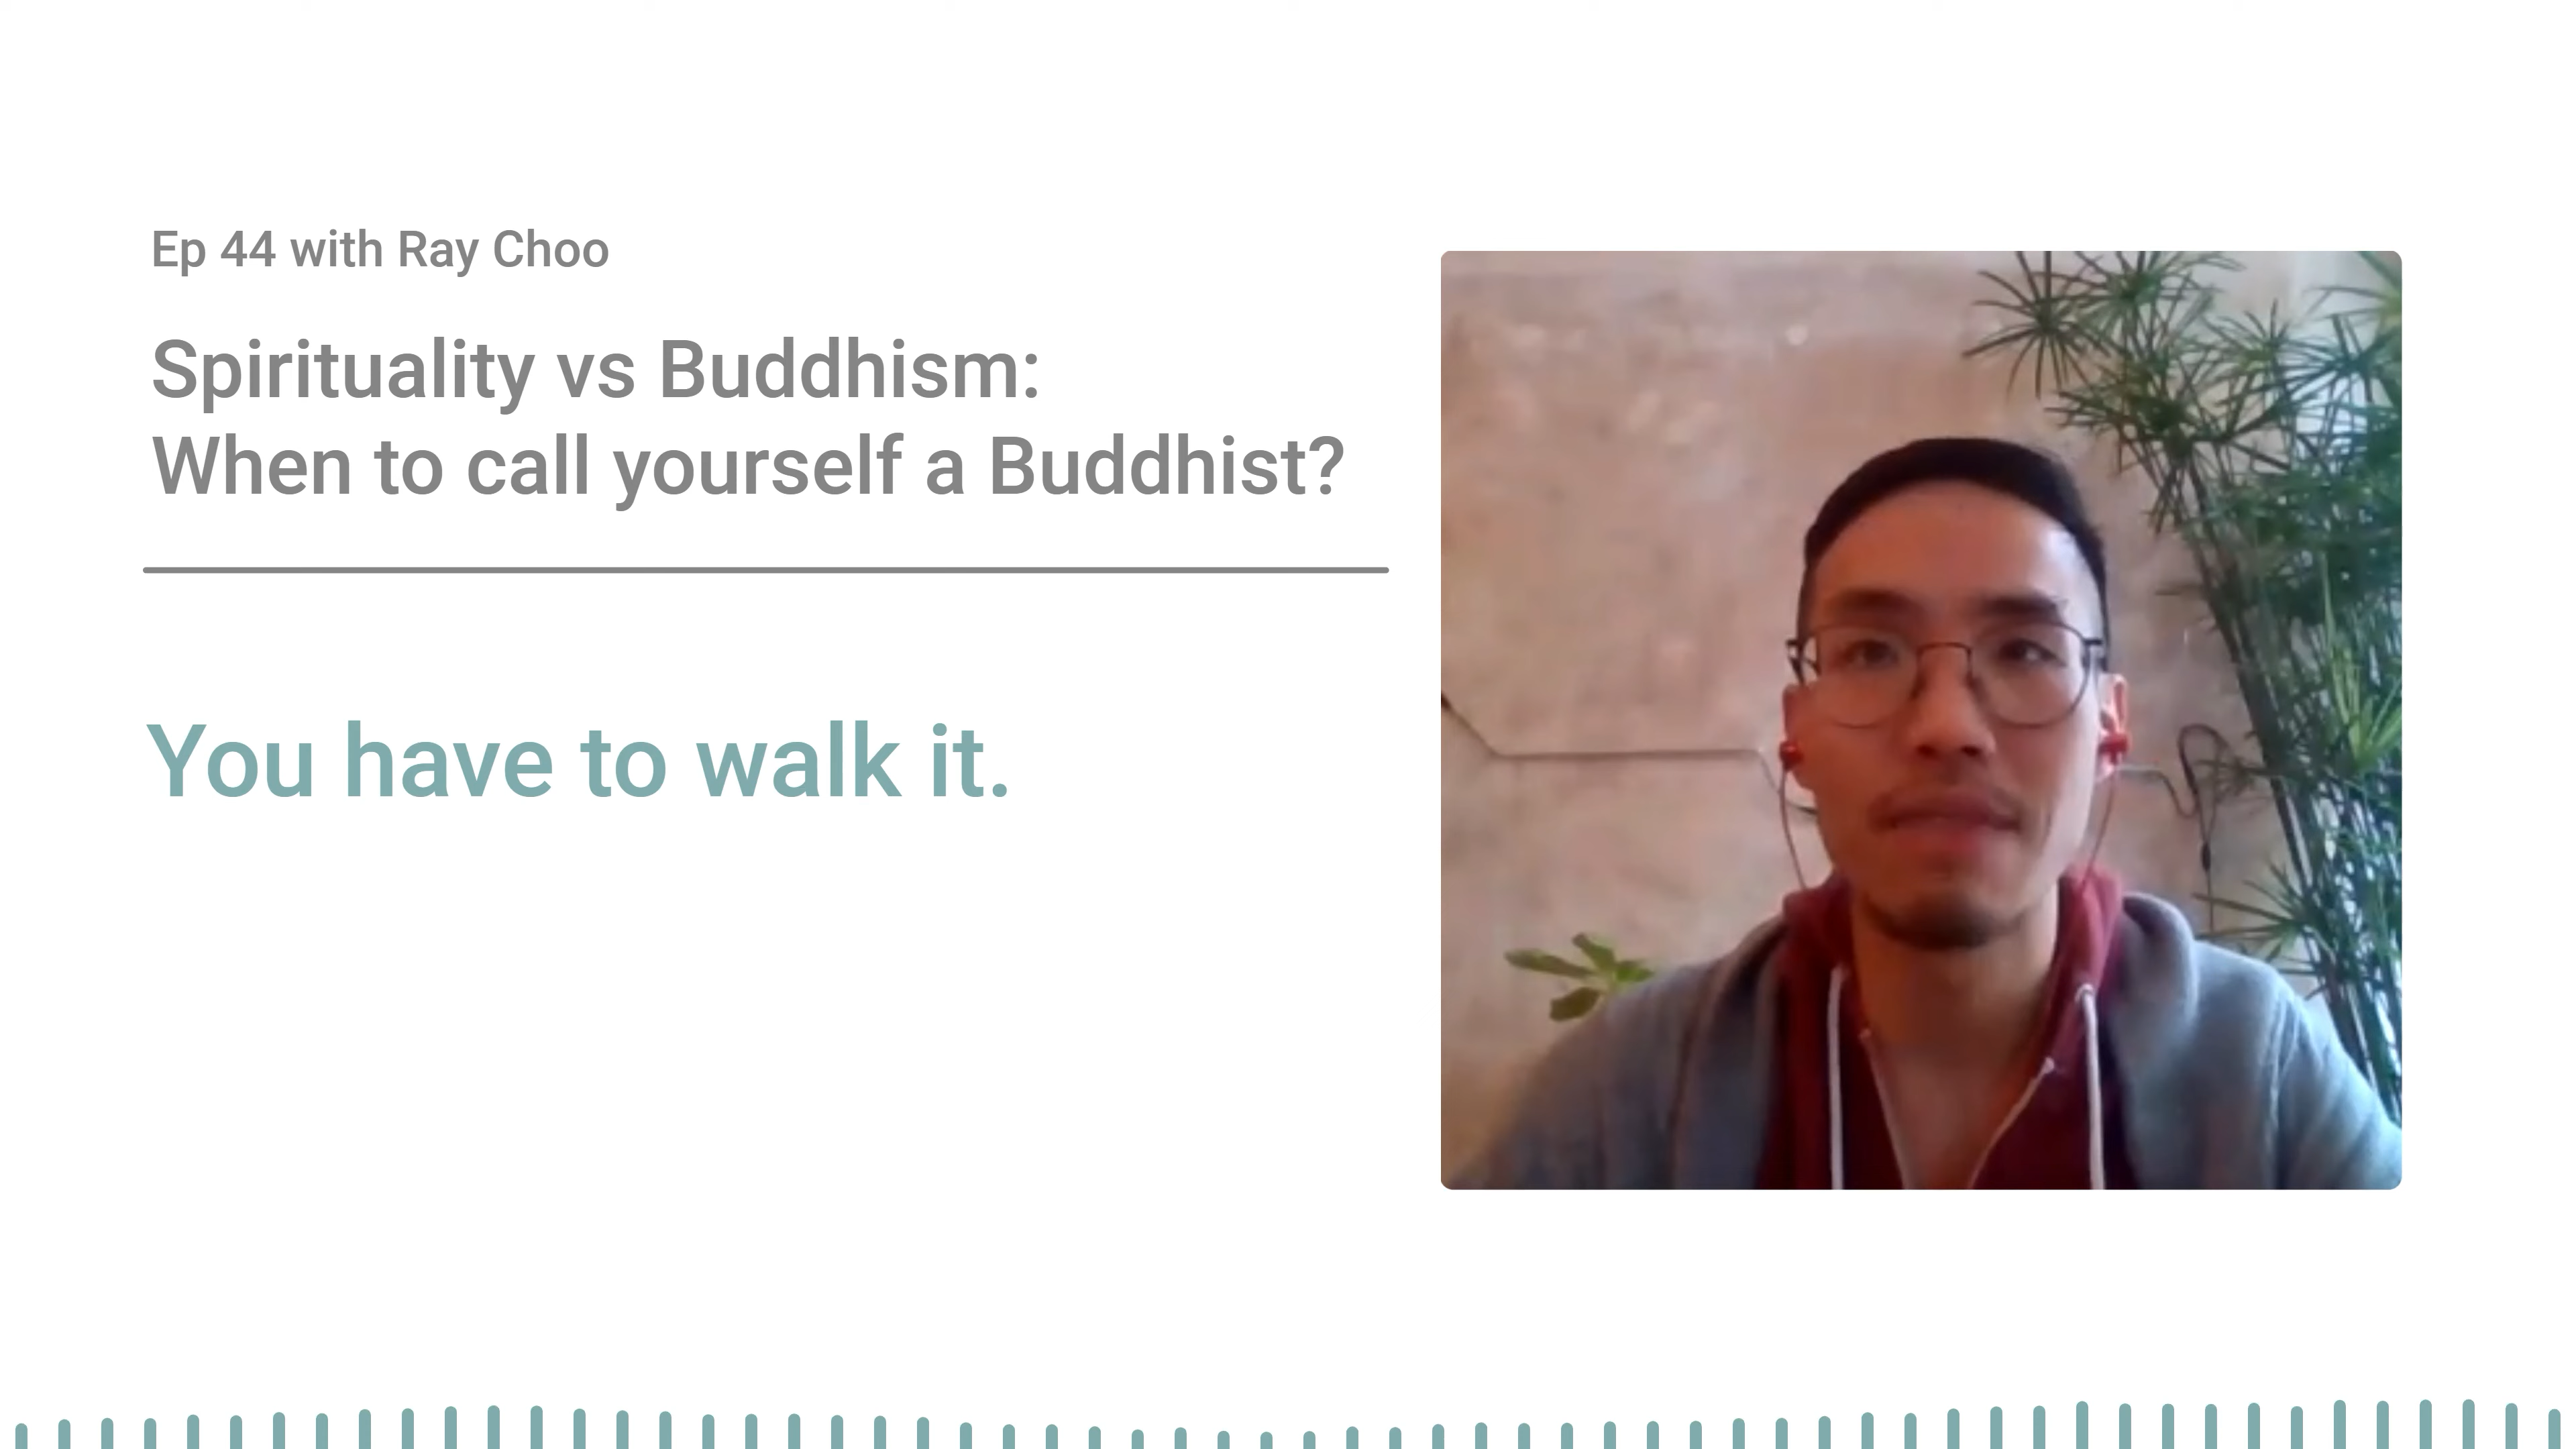 Ep 44 with Ray Choo
Spirituality vs Buddhism:
When to call yourself a Buddhist?
You have to walk it.